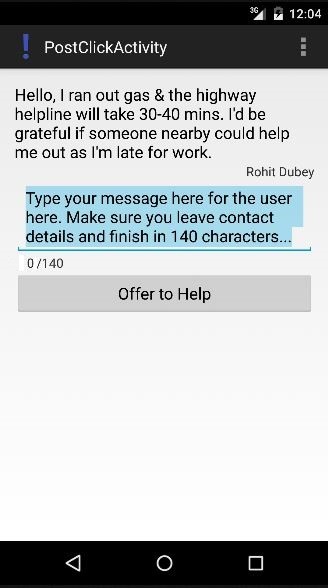 3G 12:04
! PostClickActivity
Hello, I ran out gas & the highway
helpline will take 30-40 mins. I'd be
grateful if someone nearby could help
me out as I'm late for work.
Rohit Dubey
Type your message here for the user
here. Make sure you leave contact
details and finish in 140 characters...
0 /140
Offer to Help